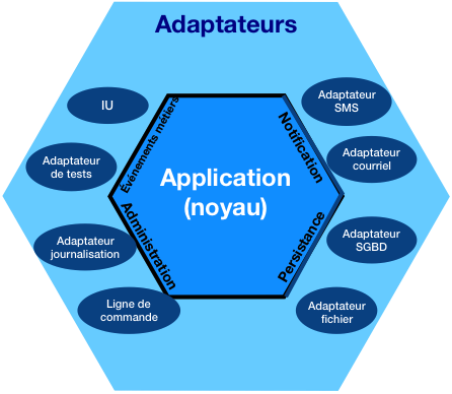 Adaptateurs
IU
Adaptateur
de tests
Adaptateur
journalisation
Ligne de
commande
Événements métiers
Administration
Application
(noyau)
Notification
Persistance
Adaptateur
SMS
Adaptateur
courriel
Adaptateur
SGBD
Adaptateur
fichier